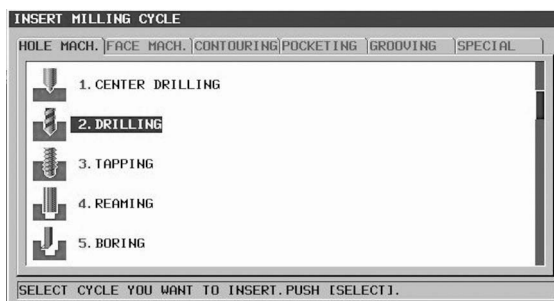 INSERT MILLING CYCLE
HOLE MACH. FACE MACH. CONTOURING POCKETING GROOVING SPECIAL
1. CENTER DRILLING
2. DRILLING
3. TAPPING
4. REAMING
5. BORING
SELECT CYCLE YOU WANT TO INSERT. PUSH [SELECT].